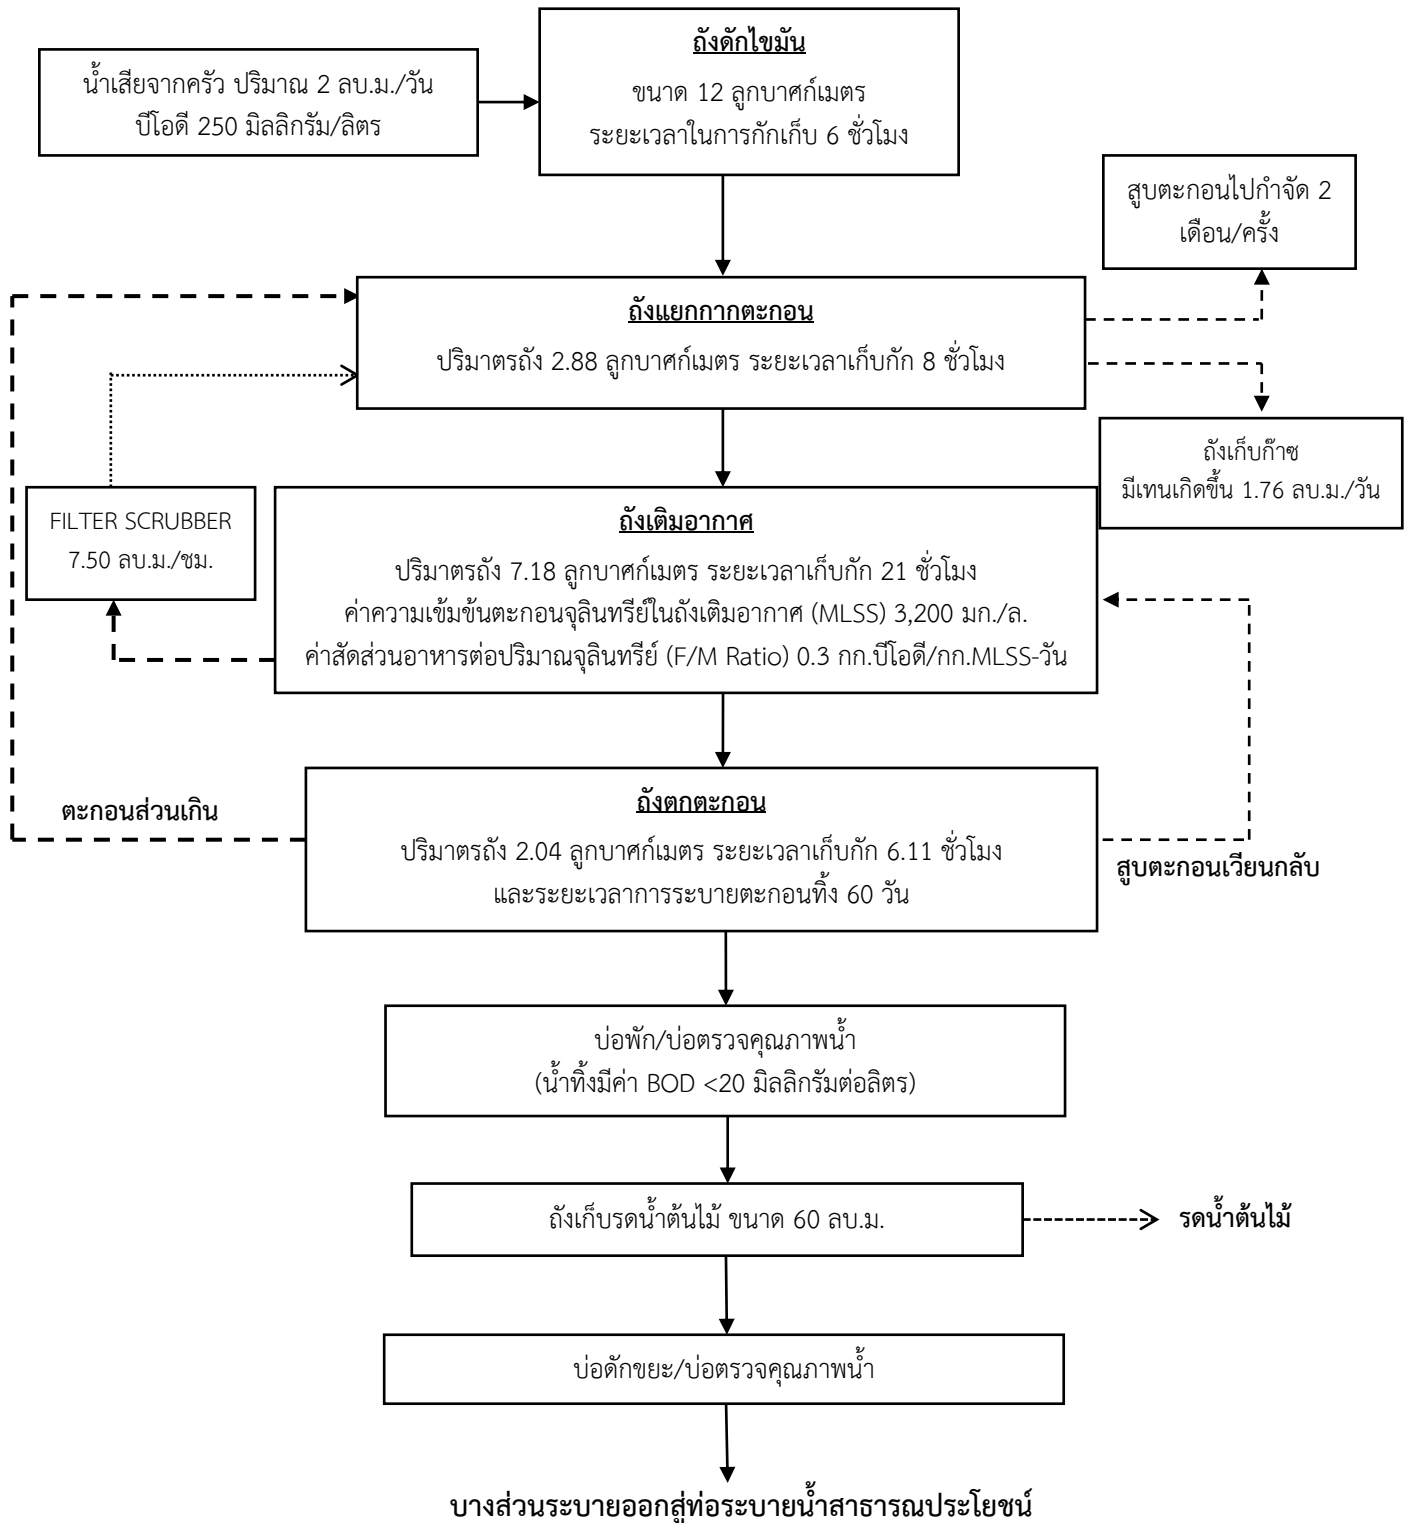 ถังดักไขมัน
ขนาด 12 ลูกบาศก์เมตร
ระยะเวลาในการกักเก็บ 6 ชั่วโมง
น้ำเสียจากครัว ปริมาณ 2 ลบ.ม./วัน
บีโอดี 250 มิลลิกรัม/ลิตร
สูบตะกอนไปกำจัด 2
เดือน/ครั้ง
ถังแยกกากตะกอน
ปริมาตรถัง 2.88 ลูกบาศก์เมตร ระยะเวลาเก็บกัก 8 ชั่วโมง
ถังเก็บก๊าซ
มีเทนเกิดขึ้น 1.76 ลบ.ม./วัน
FILTER SCRUBBER
7.50 ลบ.ม./ชม.
ถังเติมอากาศ
ปริมาตรถัง 7.18 ลูกบาศก์เมตร ระยะเวลาเก็บกัก 21 ชั่วโมง
ค่าความเข้มข้นตะกอนจุลินทรีย์ในถังเติมอากาศ (MLSS) 3,200 มก./ล.
ค่าสัดส่วนอาหารต่อปริมาณจุลินทรีย์ (F/M Ratio) 0.3 กก.บีโอดี/กก.MLSS-วัน
ตะกอนส่วนเกิน
ถังตกตะกอน
ปริมาตรถัง 2.04 ลูกบาศก์เมตร ระยะเวลาเก็บกัก 6.11 ชั่วโมง
และระยะเวลาการระบายตะกอนทิ้ง 60 วัน
สูบตะกอนเวียนกลับ
บ่อพัก/บ่อตรวจคุณภาพน้ำ
(น้ำทิ้งมีค่า BOD <20 มิลลิกรัมต่อลิตร)
ถังเก็บรดน้ำต้นไม้ ขนาด 60 ลบ.ม.
รดน้ำต้นไม้
บ่อดักขยะ/บ่อตรวจคุณภาพน้ำ
บางส่วนระบายออกสู่ท่อระบายน้ำสาธารณประโยชน์